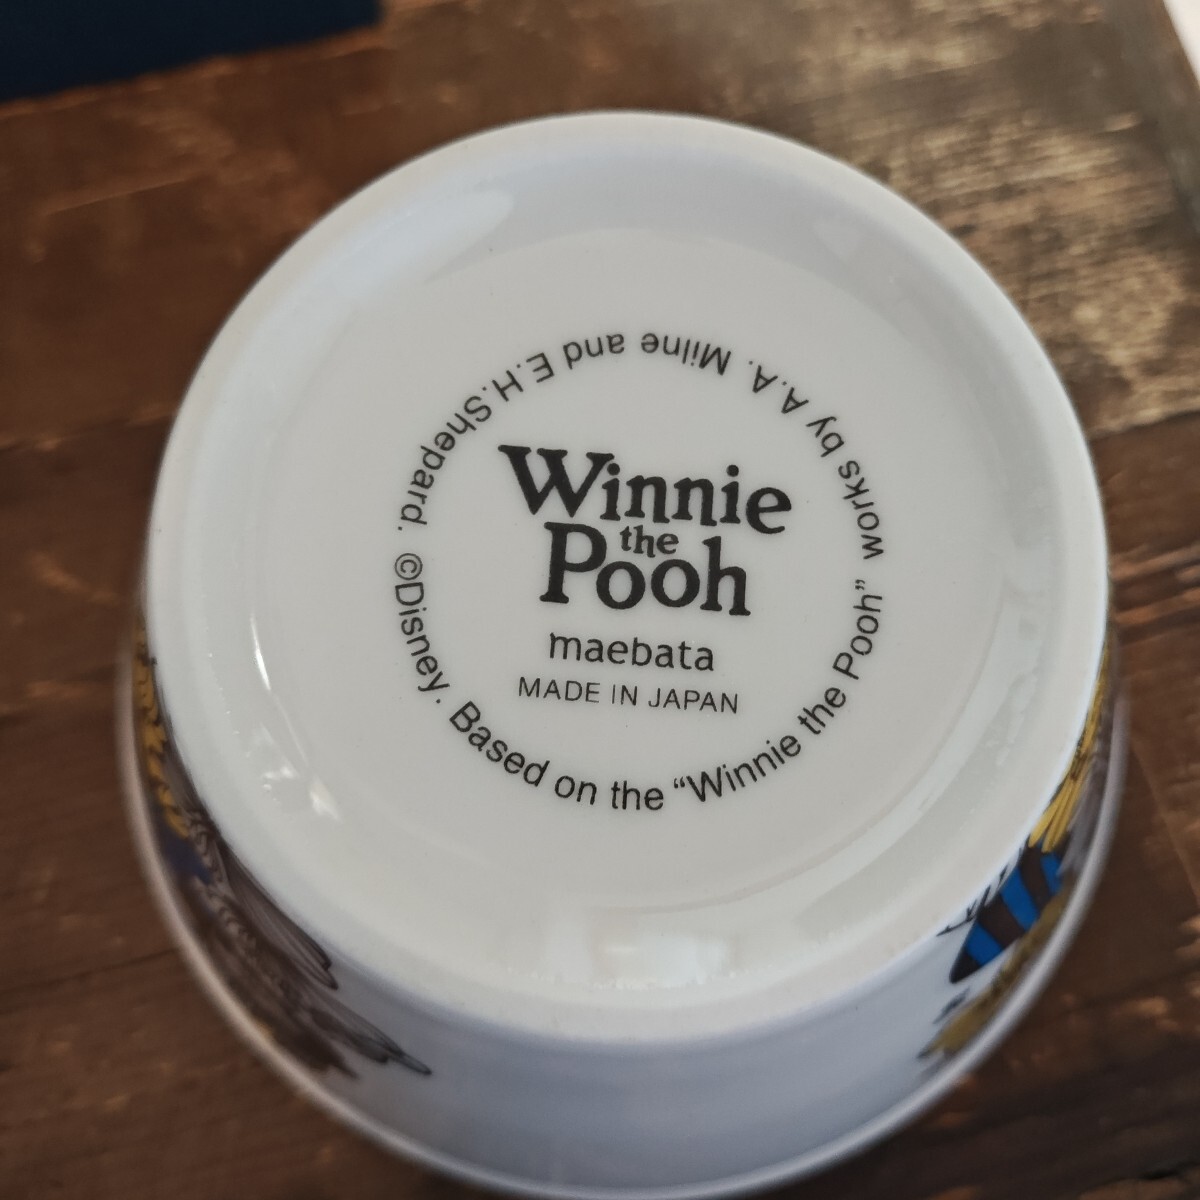 Winnie
the
Pooh
maebata
MADE IN JAPAN
©Disney. Based on the “Winnie the Pooh” works by A.A. Milne and E.H.Shepard.